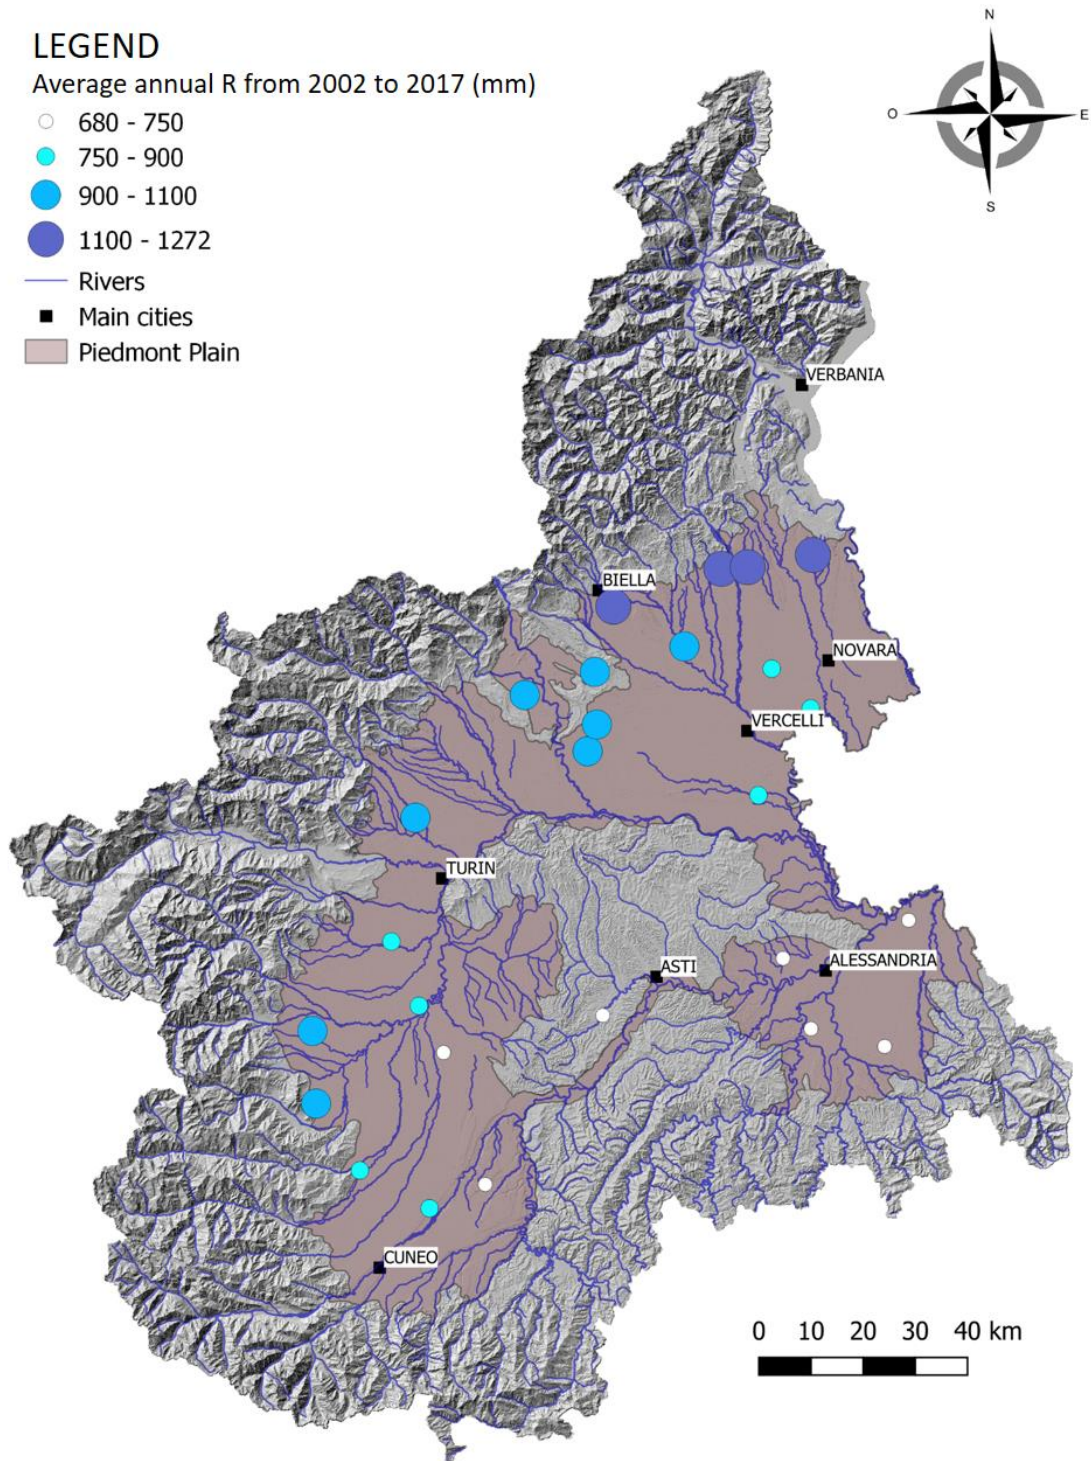 LEGEND
Average annual R from 2002 to 2017 (mm)
680 - 750
750 - 900
900 - 1100
1100 - 1272
Rivers
Main cities
Piedmont Plain
N
O
E
S
VERBANIA
BIELLA
NOVARA
VERCELLI
TURIN
ASTI
ALESSANDRIA
CUNEO
0 10 20 30 40 km